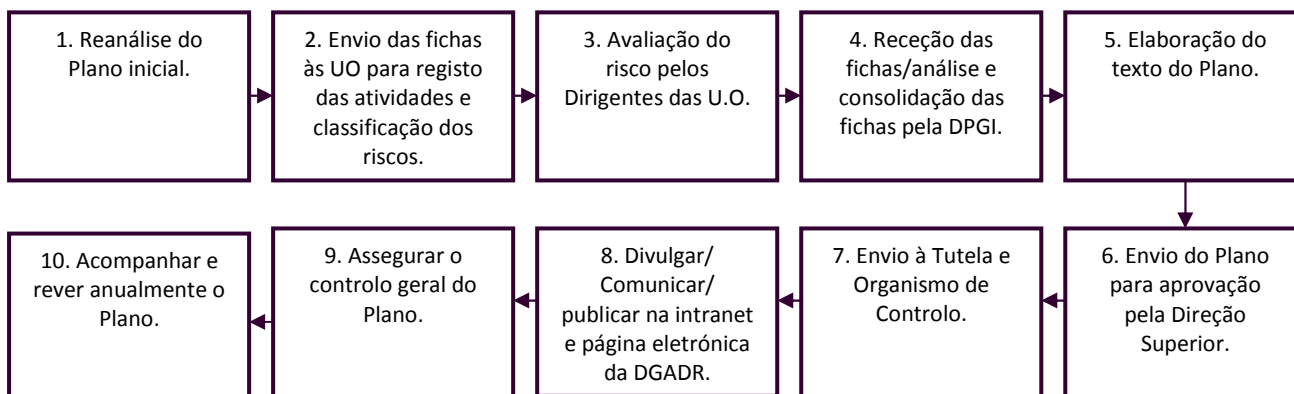 1. Reanálise do
Plano inicial.
2. Envio das fichas
às UO para registo
das atividades e
classificação dos
riscos.
3. Avaliação do
risco pelos
Dirigentes das U.O.
4. Receção das
fichas/análise e
consolidação das
fichas pela DPGI.
5. Elaboração do
texto do Plano.
6. Envio do Plano
para aprovação
pela Direção
Superior.
7. Envio à Tutela e
Organismo de
Controlo.
8. Divulgar/
Comunicar/
publicar na intranet
e página eletrónica
da DGADR.
9. Assegurar o
controlo geral do
Plano.
10. Acompanhar e
rever anualmente o
Plano.